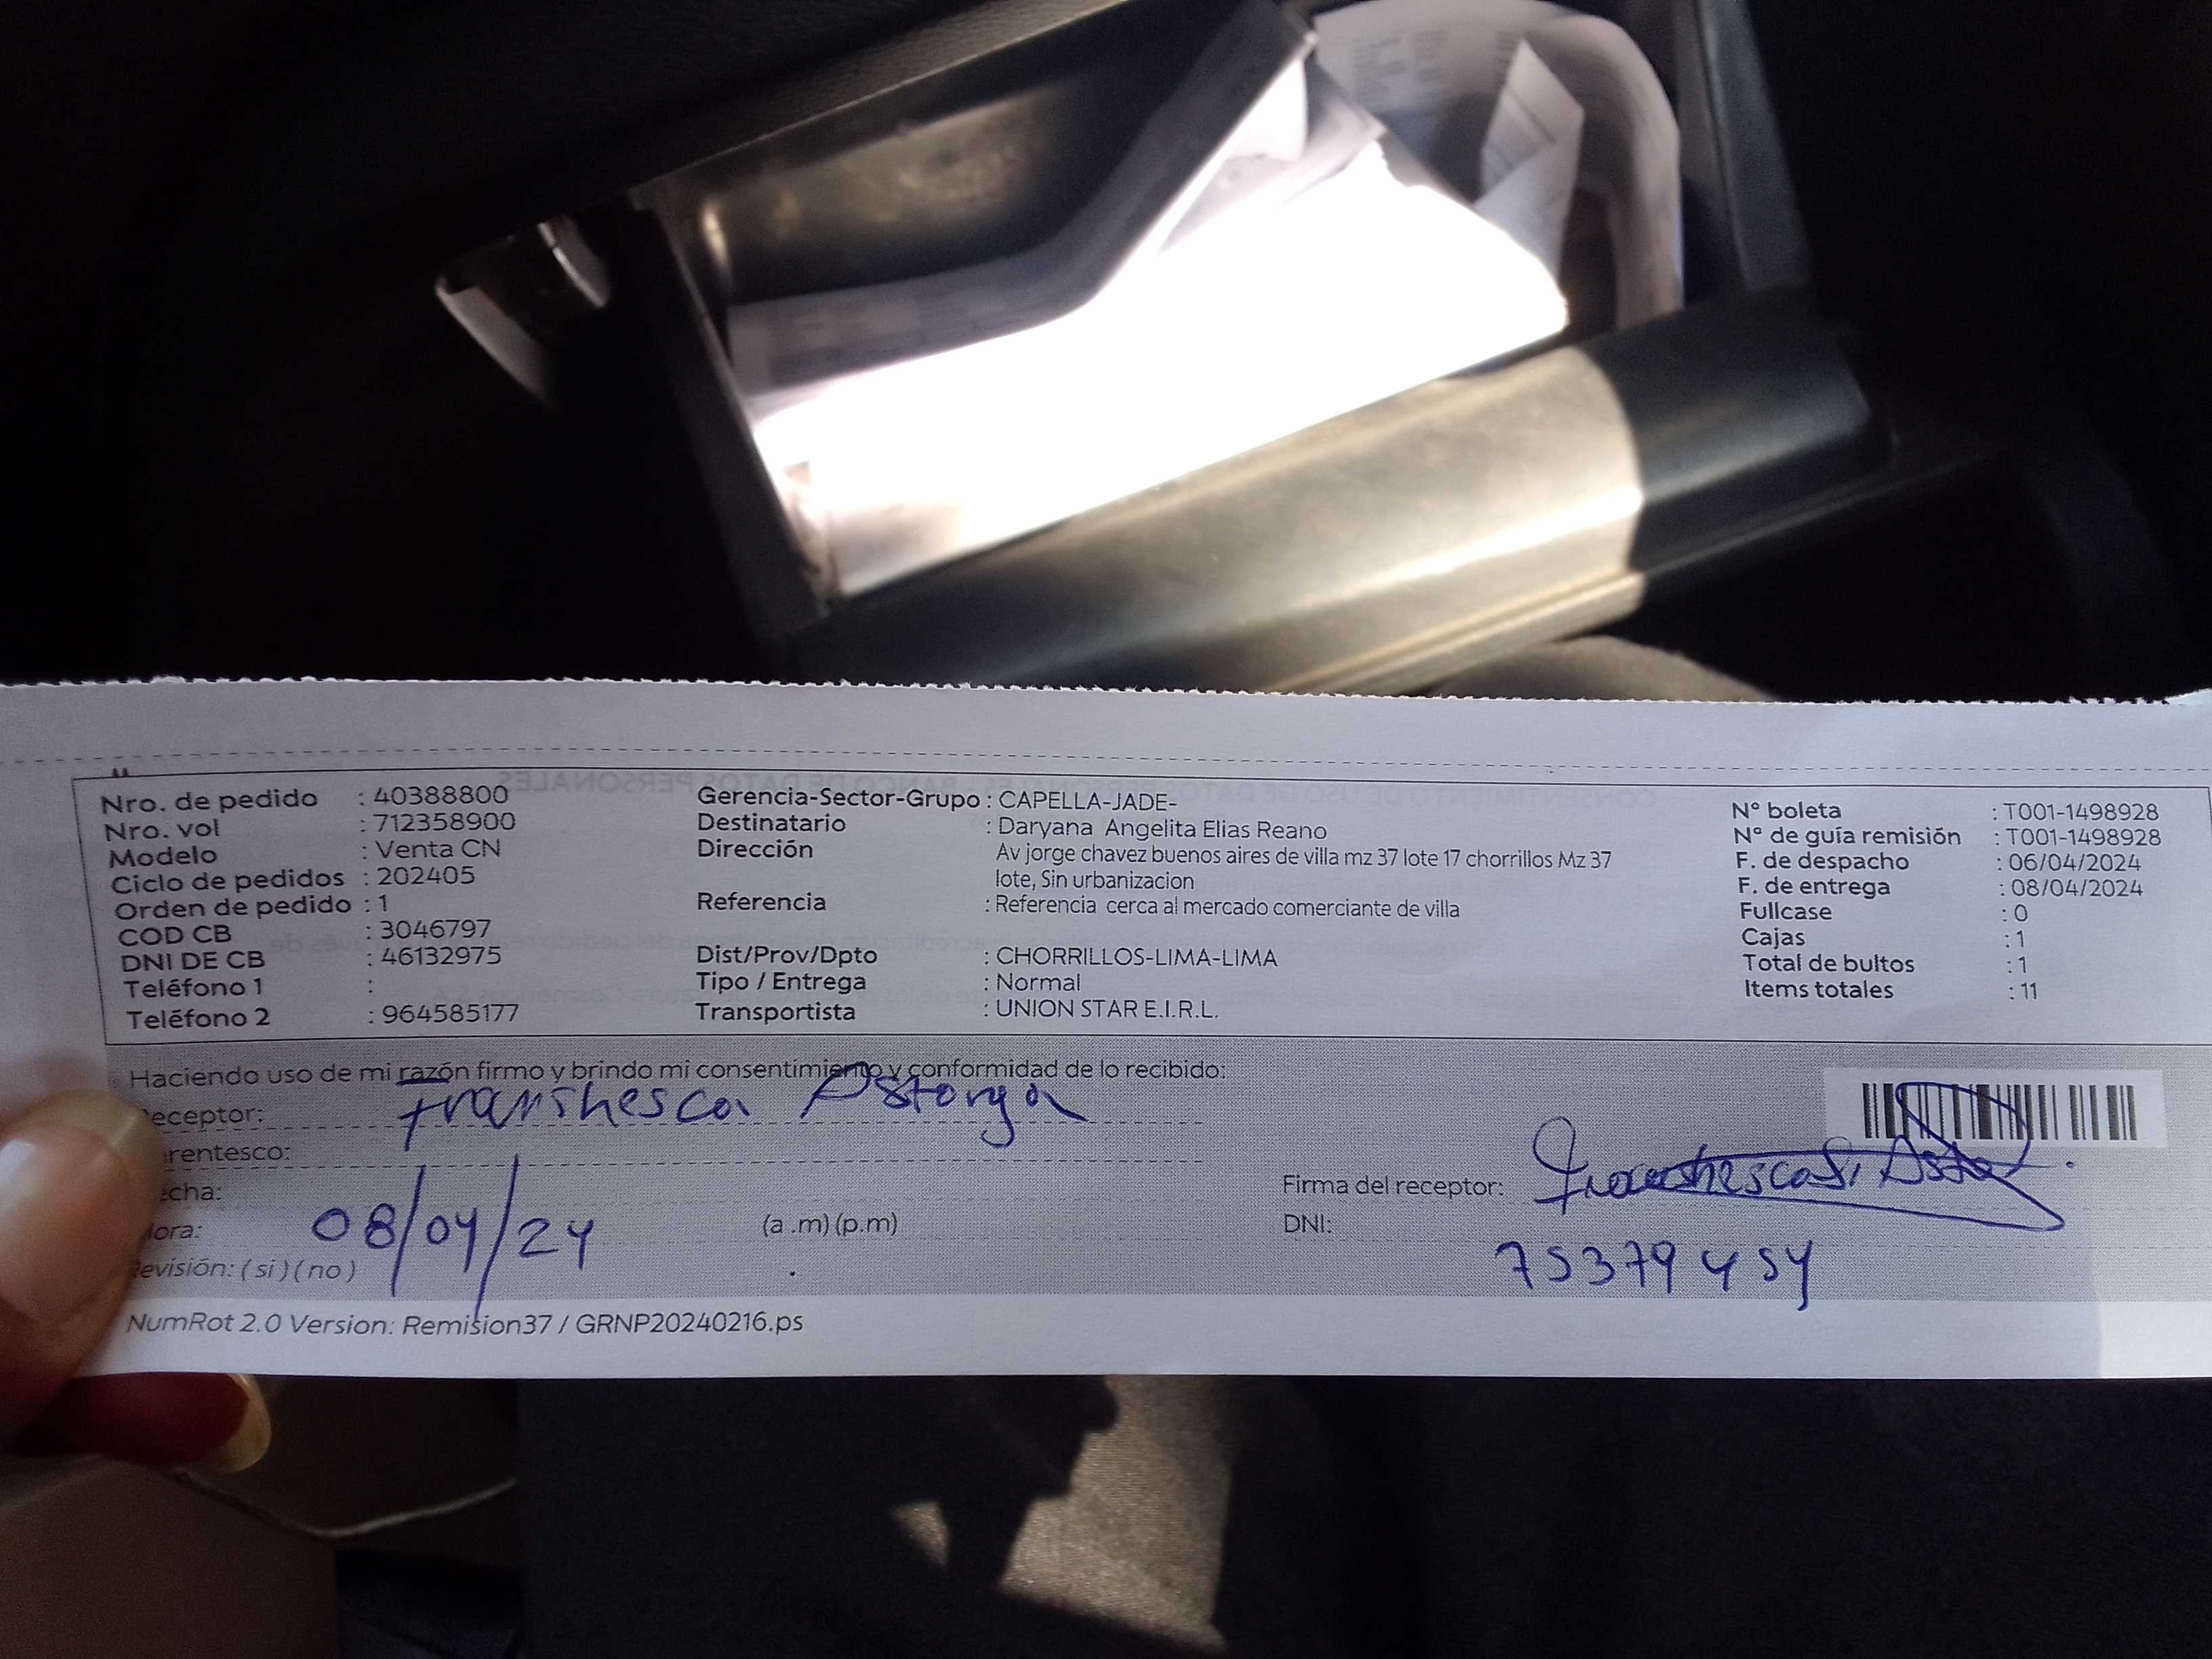 Nro. de pedido : 40388800
Nro. vol : 712358900
Modelo : Venta CN
Ciclo de pedidos : 202405
Orden de pedido : 1
COD CB : 3046797
DNI DE CB : 46132975
Teléfono 1 :
Teléfono 2 : 964585177
Gerencia-Sector-Grupo : CAPELLA-JADE-
Destinatario : Daryana Angelita Elias Reano
Dirección Av jorge chavez buenos aires de villa mz 37 lote 17 chorrillos Mz 37
lote, Sin urbanizacion
Referencia : Referencia cerca al mercado comerciante de villa
Dist/Prov/Dpto : CHORRILLOS-LIMA-LIMA
Tipo / Entrega : Normal
Transportista : UNION STAR E.I.R.L.
Nº boleta : T001-1498928
Nº de guía remisión : T001-1498928
F. de despacho : 06/04/2024
F. de entrega : 08/04/2024
Fullcase : 0
Cajas : 1
Total de bultos : 1
Items totales : 11
Haciendo uso de mi razón firmo y brindo mi consentimiento y conformidad de lo recibido:
eceptor: Franshesca Astorga
rentesco:
echa: 08/04/24
ora: (a .m) (p.m)
evisión: ( si ) ( no )
Firma del receptor:
DNI: 75379454
NumRot 2.0 Version: Remision37 / GRNP20240216.ps